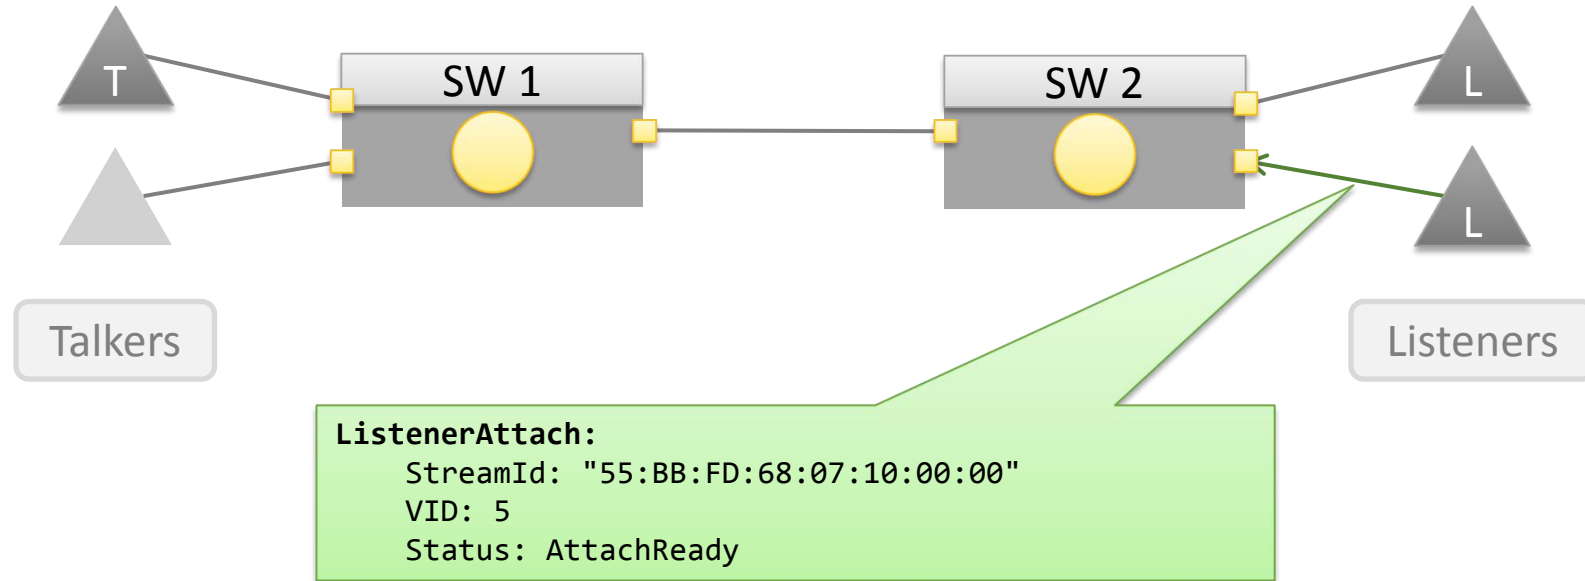 T
SW 1
SW 2
L
L
Talkers
Listeners
ListenerAttach:
StreamId: "55:BB:FD:68:07:10:00:00"
VID: 5
Status: AttachReady